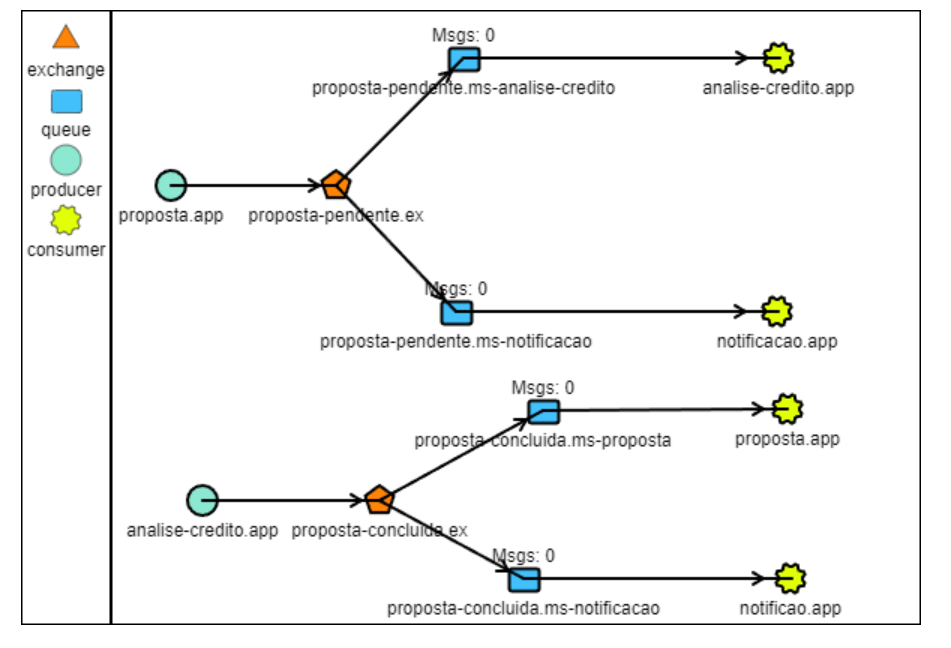 exchange
queue
producer
consumer
Msgs: 0
proposta-pendente.ms-analise-credito
analise-credito.app
proposta.app
proposta-pendente.ex
Msgs: 0
proposta-pendente.ms-notificacao
notificacao.app
Msgs: 0
proposta-concluida.ms-proposta
proposta.app
analise-credito.app
proposta-concluida.ex
Msgs: 0
proposta-concluida.ms-notificacao
notificao.app